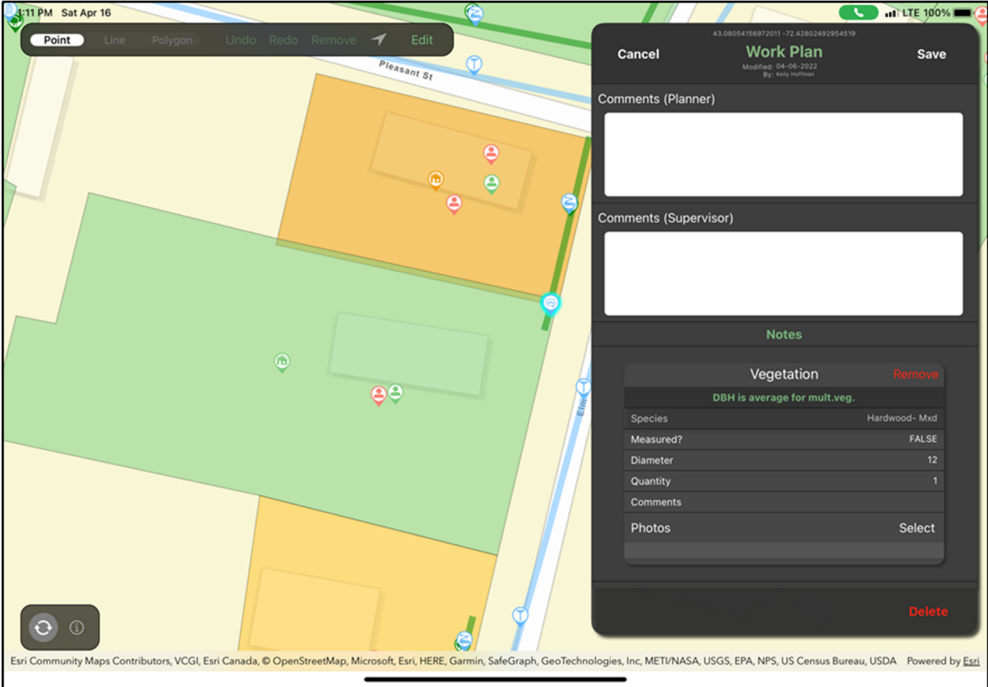 4:11 PM Sat Apr 16
LTE 100%
Point Line Polygon Undo Redo Remove Edit
Pleasant St
Elm
43.08054156972011 -72.42802492954519
Cancel Work Plan Save
Modified: 04-06-2022
By: Kelly Hoffman
Comments (Planner)
Comments (Supervisor)
Notes
Vegetation Remove
DBH is average for mult.veg.
Species Hardwood- Mxd
Measured? FALSE
Diameter 12
Quantity 1
Comments
Photos Select
Delete
Esri Community Maps Contributors, VCGI, Esri Canada, © OpenStreetMap, Microsoft, Esri, HERE, Garmin, SafeGraph, GeoTechnologies, Inc, METI/NASA, USGS, EPA, NPS, US Census Bureau, USDA Powered by Esri